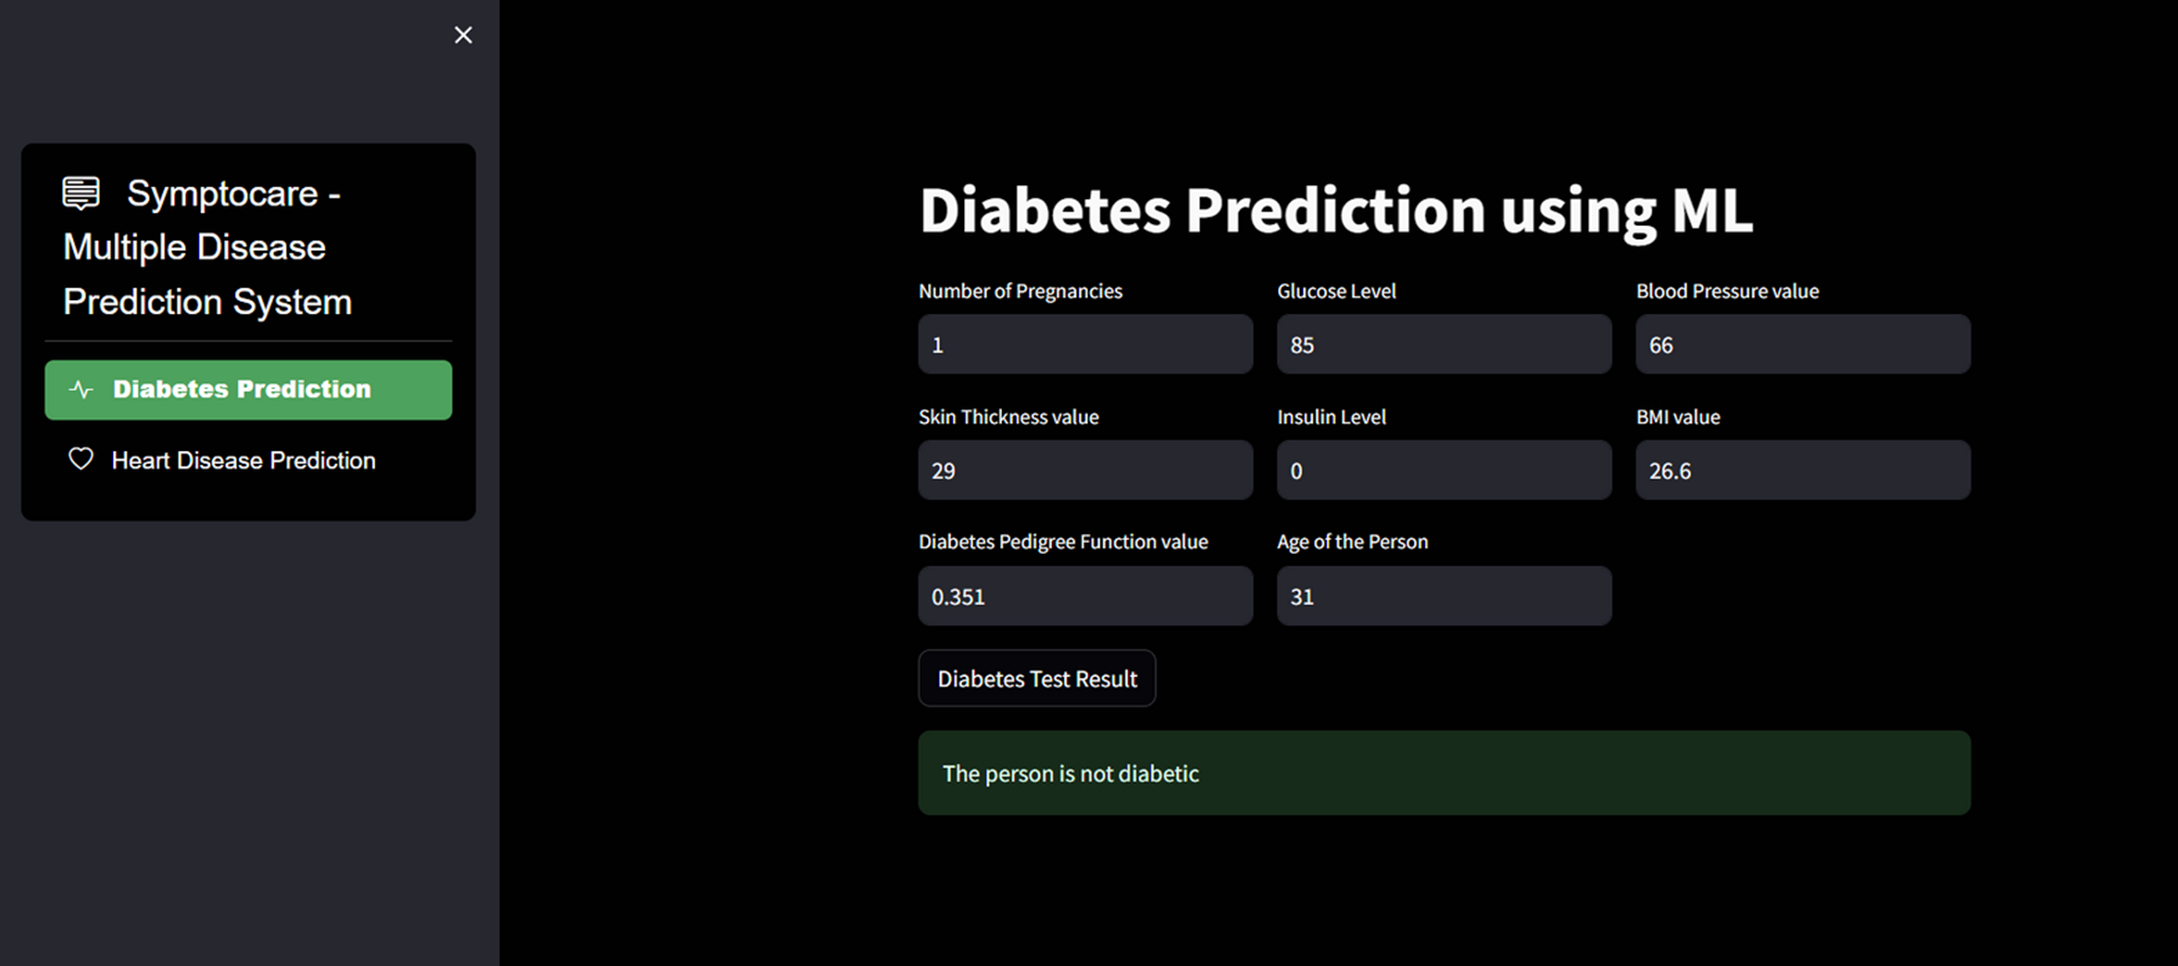 Symptocare -
Multiple Disease
Prediction System
Diabetes Prediction
Heart Disease Prediction
Diabetes Prediction using ML
Number of Pregnancies
1
Glucose Level
85
Blood Pressure value
66
Skin Thickness value
29
Insulin Level
0
BMI value
26.6
Diabetes Pedigree Function value
0.351
Age of the Person
31
Diabetes Test Result
The person is not diabetic